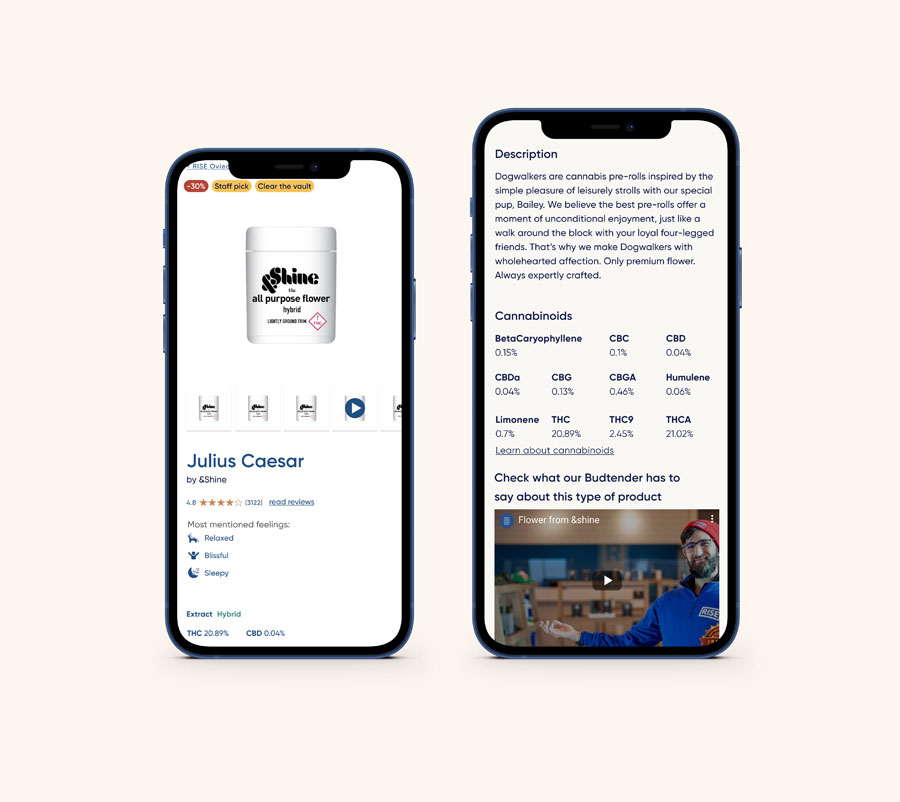 RISE Ovied
-30%
Staff pick
Clear the vault
&Shine
all purpose flower
hybrid
LIGHTLY GROUND TRIM
THC
Julius Caesar
by &Shine
4.8 (3122) read reviews
Most mentioned feelings:
Relaxed
Blissful
Sleepy
Extract Hybrid
THC 20.89% CBD 0.04%
Description
Dogwalkers are cannabis pre-rolls inspired by the
simple pleasure of leisurely strolls with our special
pup, Bailey. We believe the best pre-rolls offer a
moment of unconditional enjoyment, just like a
walk around the block with your loyal four-legged
friends. That's why we make Dogwalkers with
wholehearted affection. Only premium flower.
Always expertly crafted.
Cannabinoids
BetaCaryophyllene CBC CBD
0.15% 0.1% 0.04%
CBDa CBG CBGA Humulene
0.04% 0.13% 0.46% 0.06%
Limonene THC THC9 THCA
0.7% 20.89% 2.45% 21.02%
Learn about cannabinoids
Check what our Budtender has to
say about this type of product
Flower from &shine
RISE